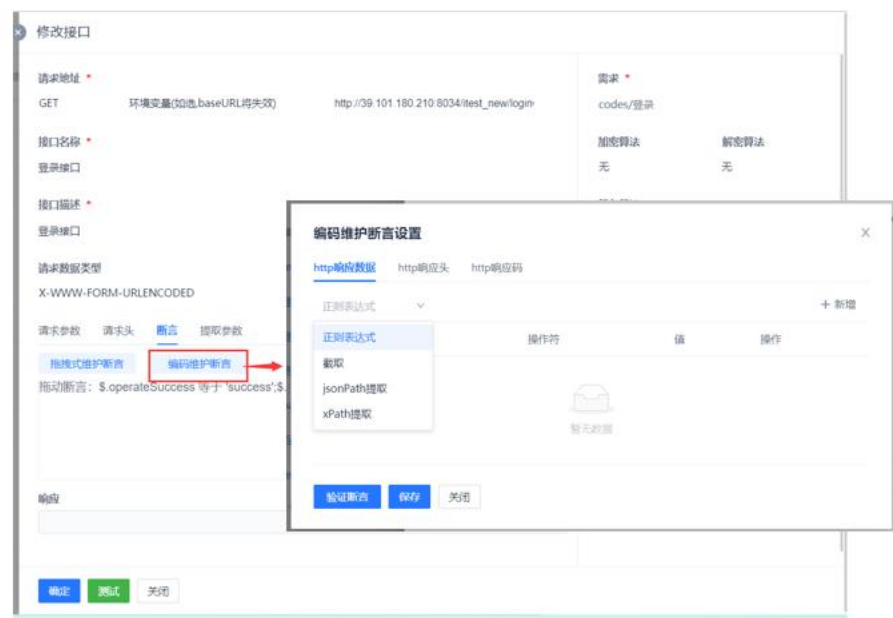 修改接口
请求地址 *
需求 *
GET 环境变量(如选,baseURL将失效) http://39.101.180.210:8034/itest_new/login
codes/登录
接口名称 *
加密算法 解密算法
登录接口
无 无
接口描述 *
登录接口
请求数据类型
X-WWW-FORM-URLENCODED
请求参数 请求头 断言 提取参数
拖拽式维护断言 编码维护断言
拖动断言：$.operateSuccess 等于 'success';$.
响应
确定 测试 关闭
编码维护断言设置
http响应数据 http响应头 http响应码
正则表达式 + 新增
正则表达式
截取
jsonPath提取
xPath提取
操作符 值 操作
暂无数据
验证断言 保存 关闭